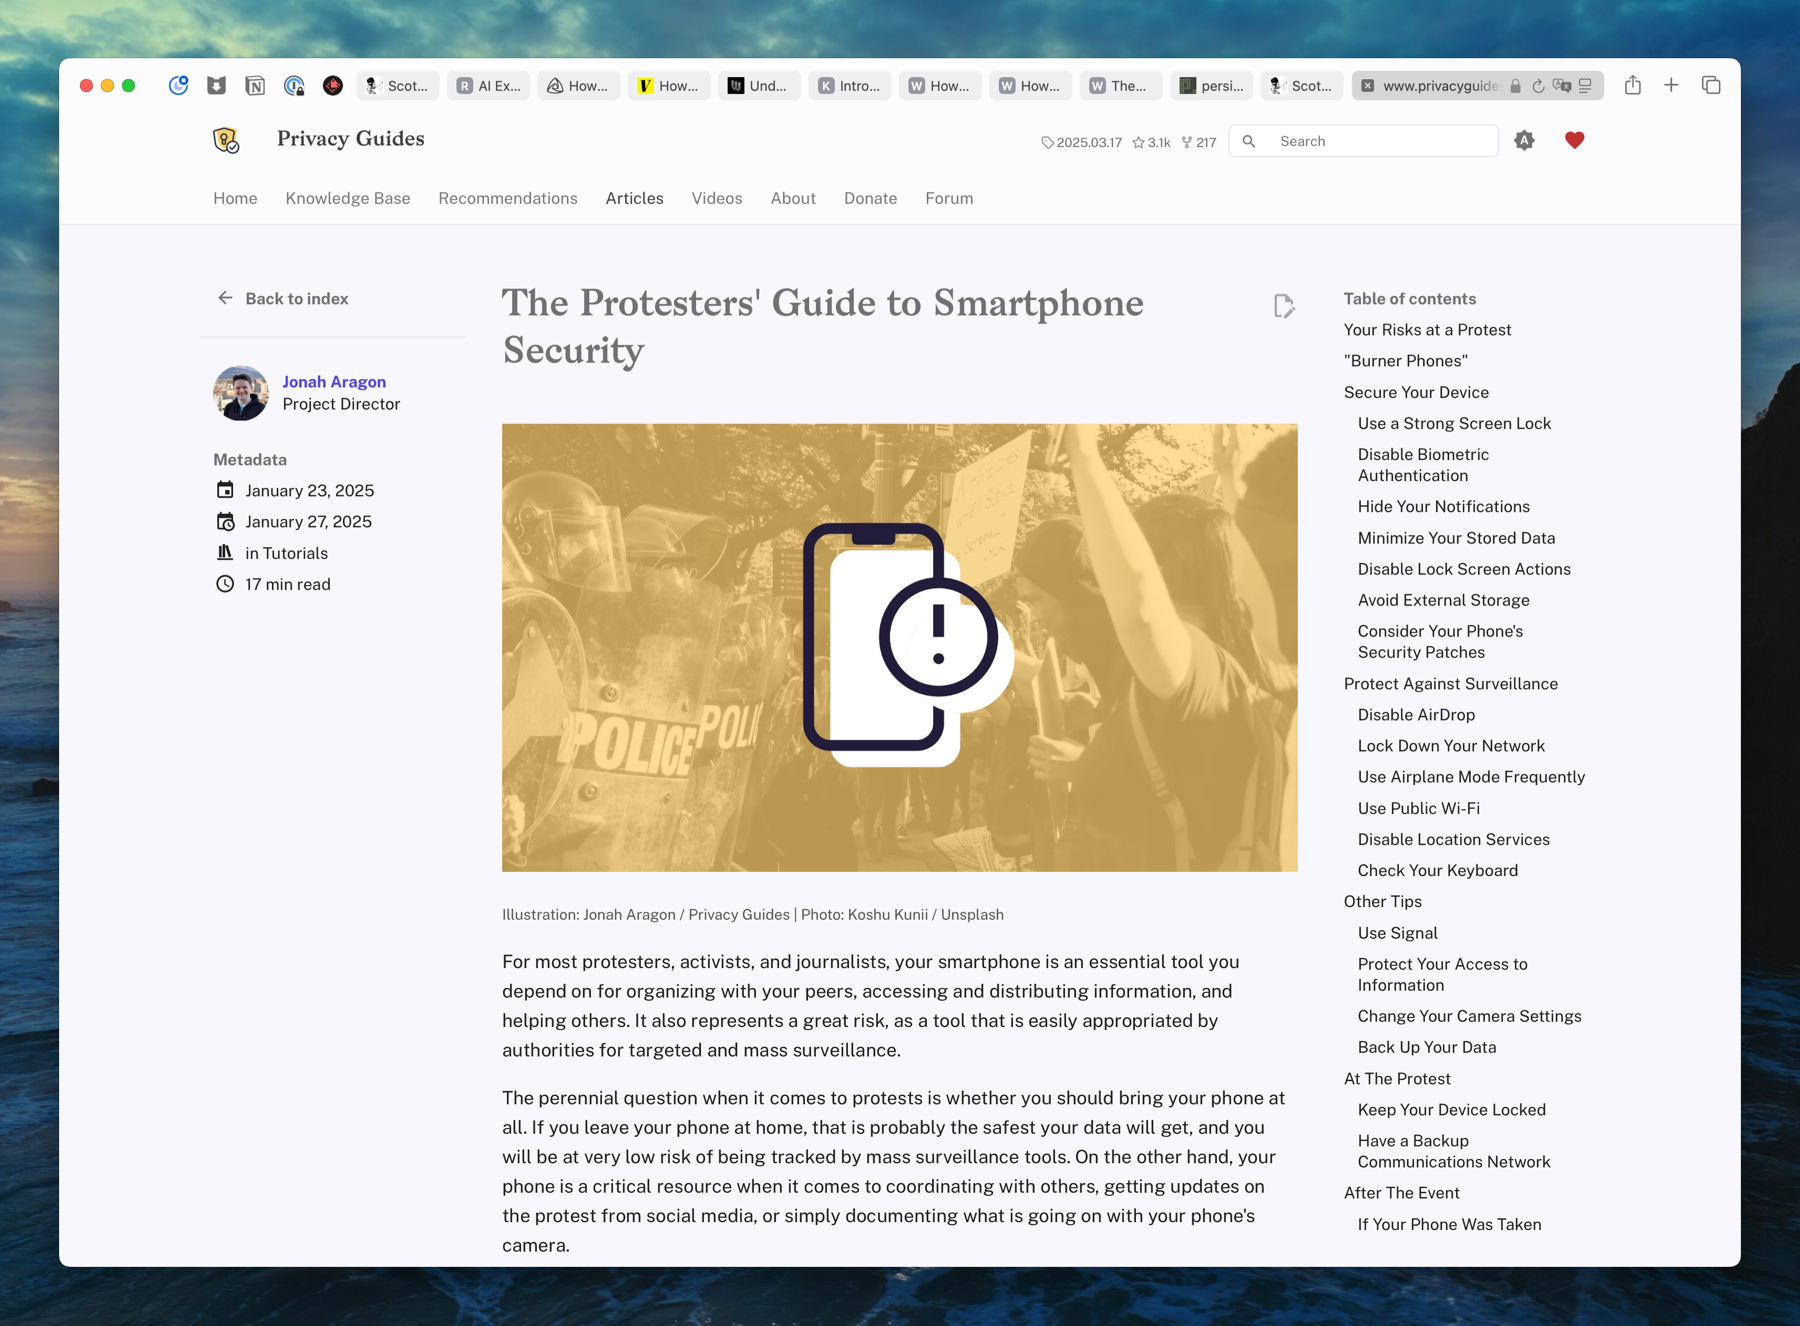 Scot...
AI Ex...
How...
How...
Und...
Intro...
How...
How...
The...
persi...
Scot...
www.privacyguide
Privacy Guides
2025.03.17
3.1k
217
Search
Home
Knowledge Base
Recommendations
Articles
Videos
About
Donate
Forum
Back to index
Jonah Aragon
Project Director
Metadata
January 23, 2025
January 27, 2025
in Tutorials
17 min read
The Protesters' Guide to Smartphone
Security
POLICE
POLIC
Illustration: Jonah Aragon / Privacy Guides | Photo: Koshu Kunii / Unsplash
For most protesters, activists, and journalists, your smartphone is an essential tool you
depend on for organizing with your peers, accessing and distributing information, and
helping others. It also represents a great risk, as a tool that is easily appropriated by
authorities for targeted and mass surveillance.
The perennial question when it comes to protests is whether you should bring your phone at
all. If you leave your phone at home, that is probably the safest your data will get, and you
will be at very low risk of being tracked by mass surveillance tools. On the other hand, your
phone is a critical resource when it comes to coordinating with others, getting updates on
the protest from social media, or simply documenting what is going on with your phone's
camera.
Table of contents
Your Risks at a Protest
"Burner Phones"
Secure Your Device
Use a Strong Screen Lock
Disable Biometric
Authentication
Hide Your Notifications
Minimize Your Stored Data
Disable Lock Screen Actions
Avoid External Storage
Consider Your Phone's
Security Patches
Protect Against Surveillance
Disable AirDrop
Lock Down Your Network
Use Airplane Mode Frequently
Use Public Wi-Fi
Disable Location Services
Check Your Keyboard
Other Tips
Use Signal
Protect Your Access to
Information
Change Your Camera Settings
Back Up Your Data
At The Protest
Keep Your Device Locked
Have a Backup
Communications Network
After The Event
If Your Phone Was Taken